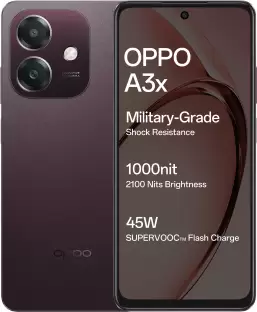 OPPO
A3x
Military-Grade
Shock Resistance
1000nit
2100 Nits Brightness
45W
SUPERVOOC™ Flash Charge
oppo